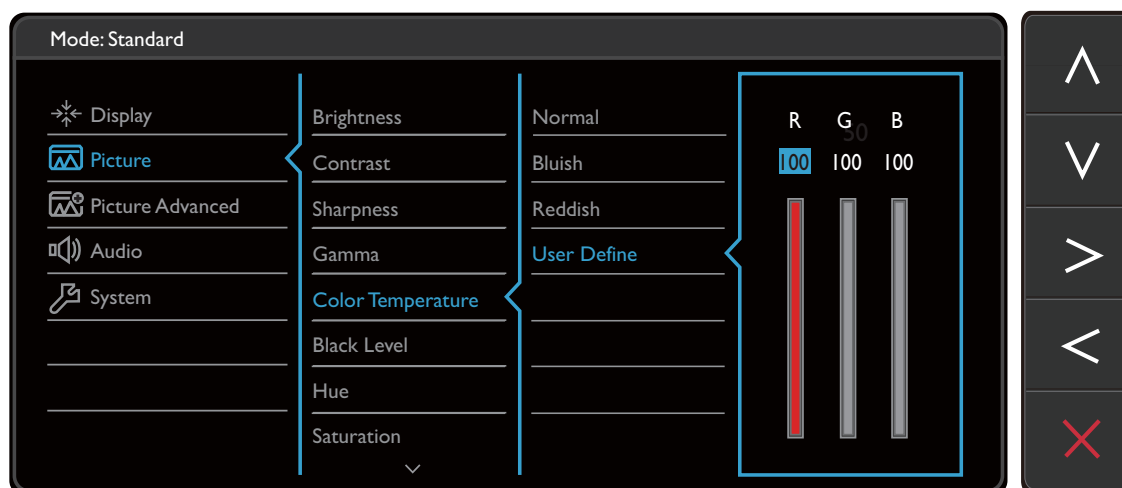 Mode: Standard
Display
Picture
Picture Advanced
Audio
System
Brightness
Contrast
Sharpness
Gamma
Color Temperature
Black Level
Hue
Saturation
Normal
Bluish
Reddish
User Define
R G B
50
100 100 100